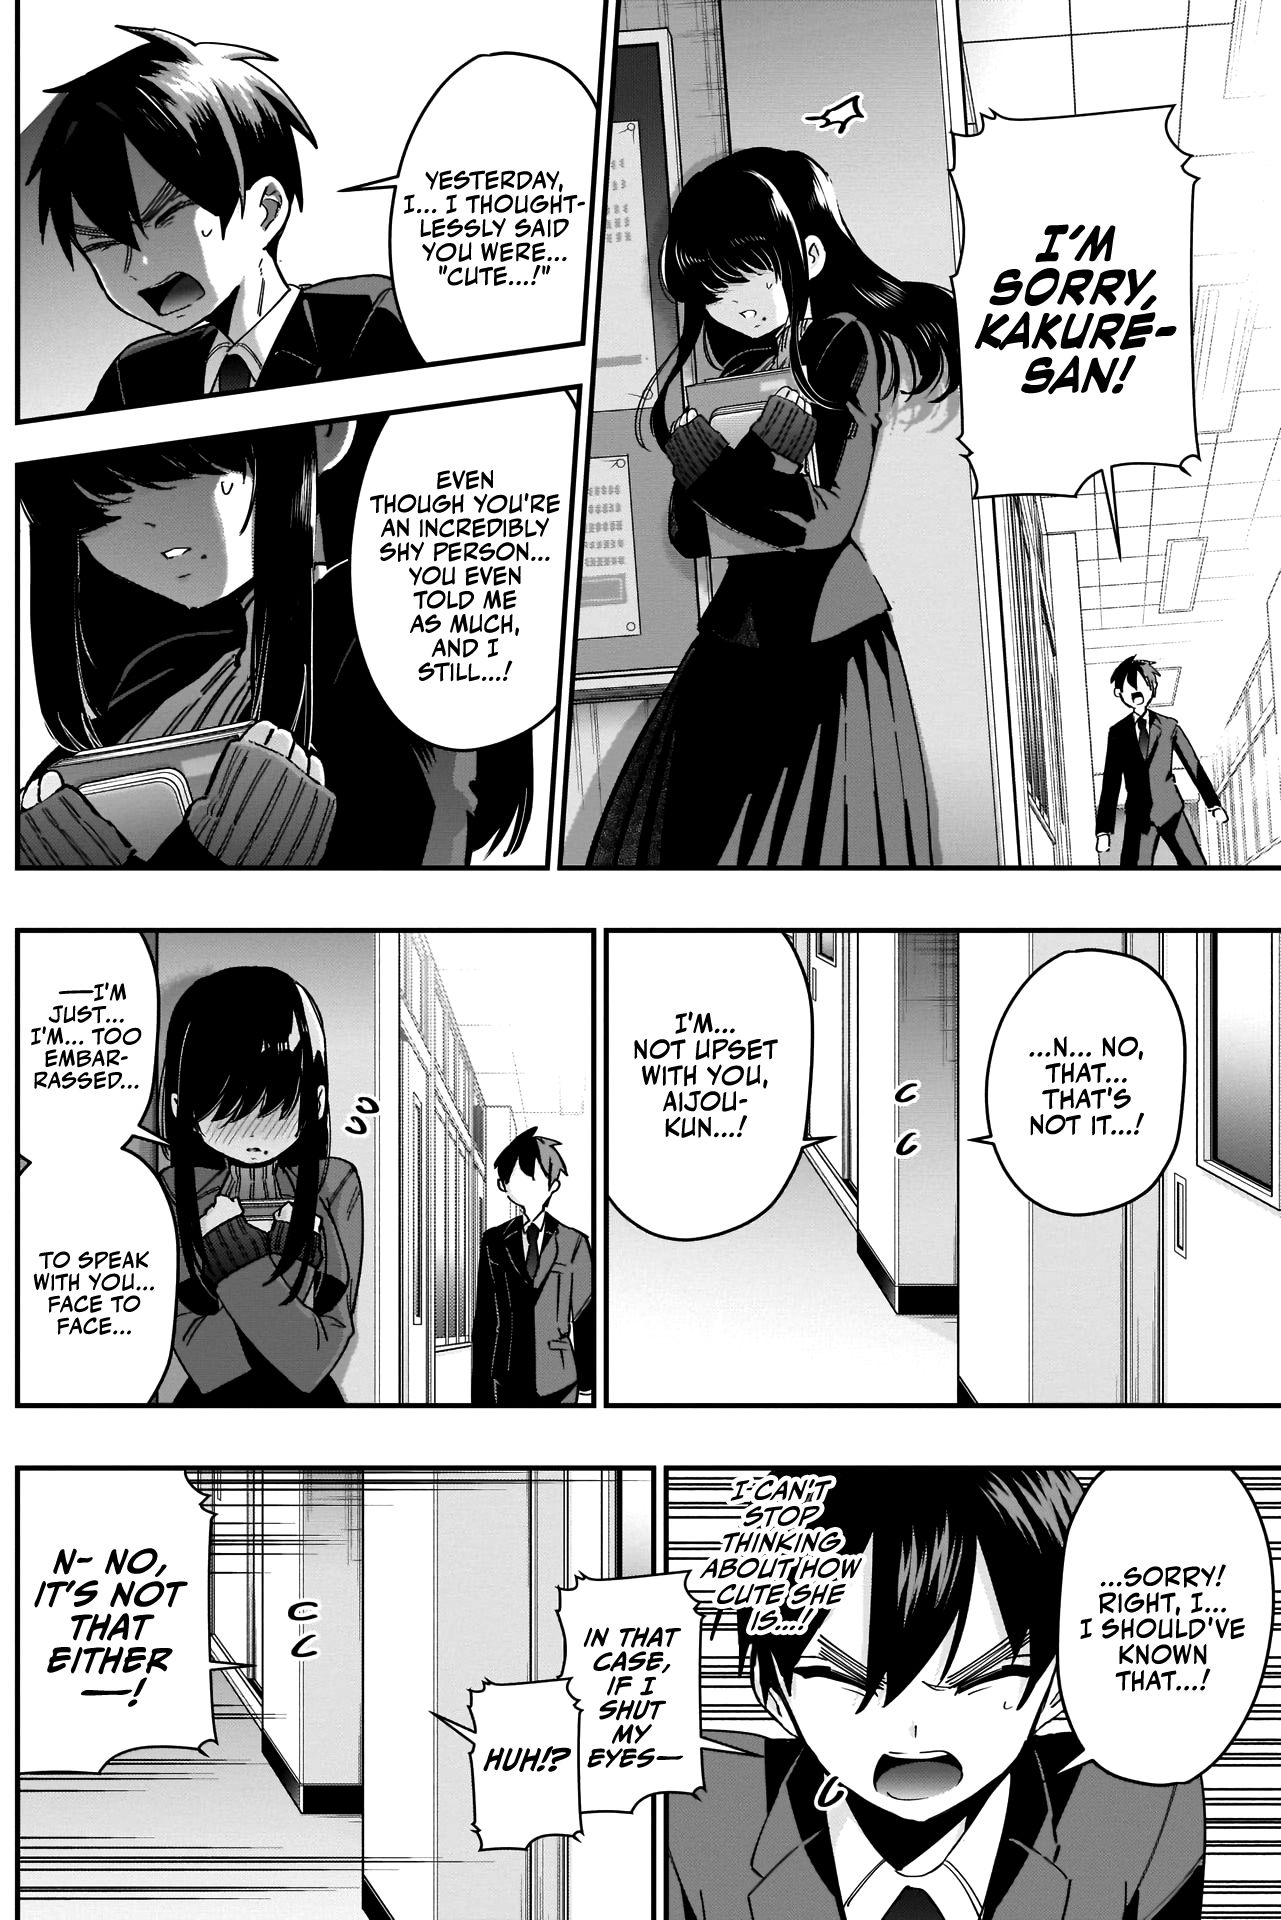 I'M
SORRY,
KAKURE-
SAN!
YESTERDAY,
I... I THOUGHT-
LESSLY SAID
YOU WERE...
"CUTE...!"
EVEN
THOUGH YOU'RE
AN INCREDIBLY
SHY PERSON...
YOU EVEN
TOLD ME
AS MUCH,
AND I
STILL...!
...N... NO,
THAT...
THAT'S
NOT IT...!
I'M...
NOT UPSET
WITH YOU,
AIJOU-
KUN...!
—I'M
JUST...
I'M... TOO
EMBAR-
RASSED...
TO SPEAK
WITH YOU...
FACE TO
FACE...
...SORRY!
RIGHT, I...
I SHOULD'VE
KNOWN
THAT...!
I CAN'T
STOP
THINKING
ABOUT HOW
CUTE SHE
IS...!
IN THAT
CASE,
IF I
SHUT
MY
EYES—
HUH!?
N- NO,
IT'S NOT
THAT
EITHER
—!